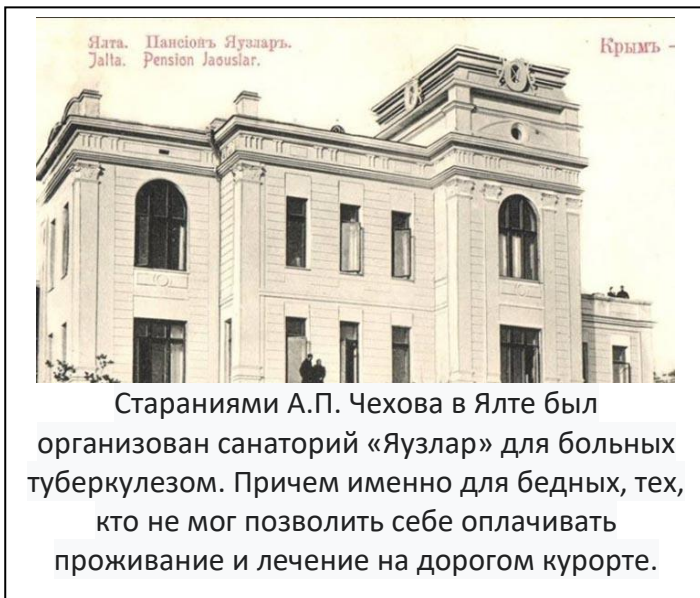 Ялта. Пансіонъ Яузларъ.
Jalta. Pension Jaouslar.
Крымъ -
Стараниями А.П. Чехова в Ялте был
организован санаторий «Яузлар» для больных
туберкулезом. Причем именно для бедных, тех,
кто не мог позволить себе оплачивать
проживание и лечение на дорогом курорте.